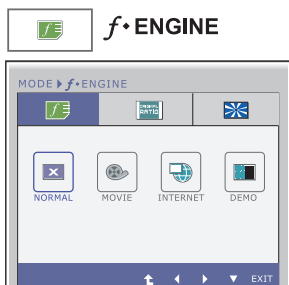 f ENGINE
MODE f ENGINE
f ORIGINAL RATIO
NORMAL MOVIE INTERNET DEMO
EXIT